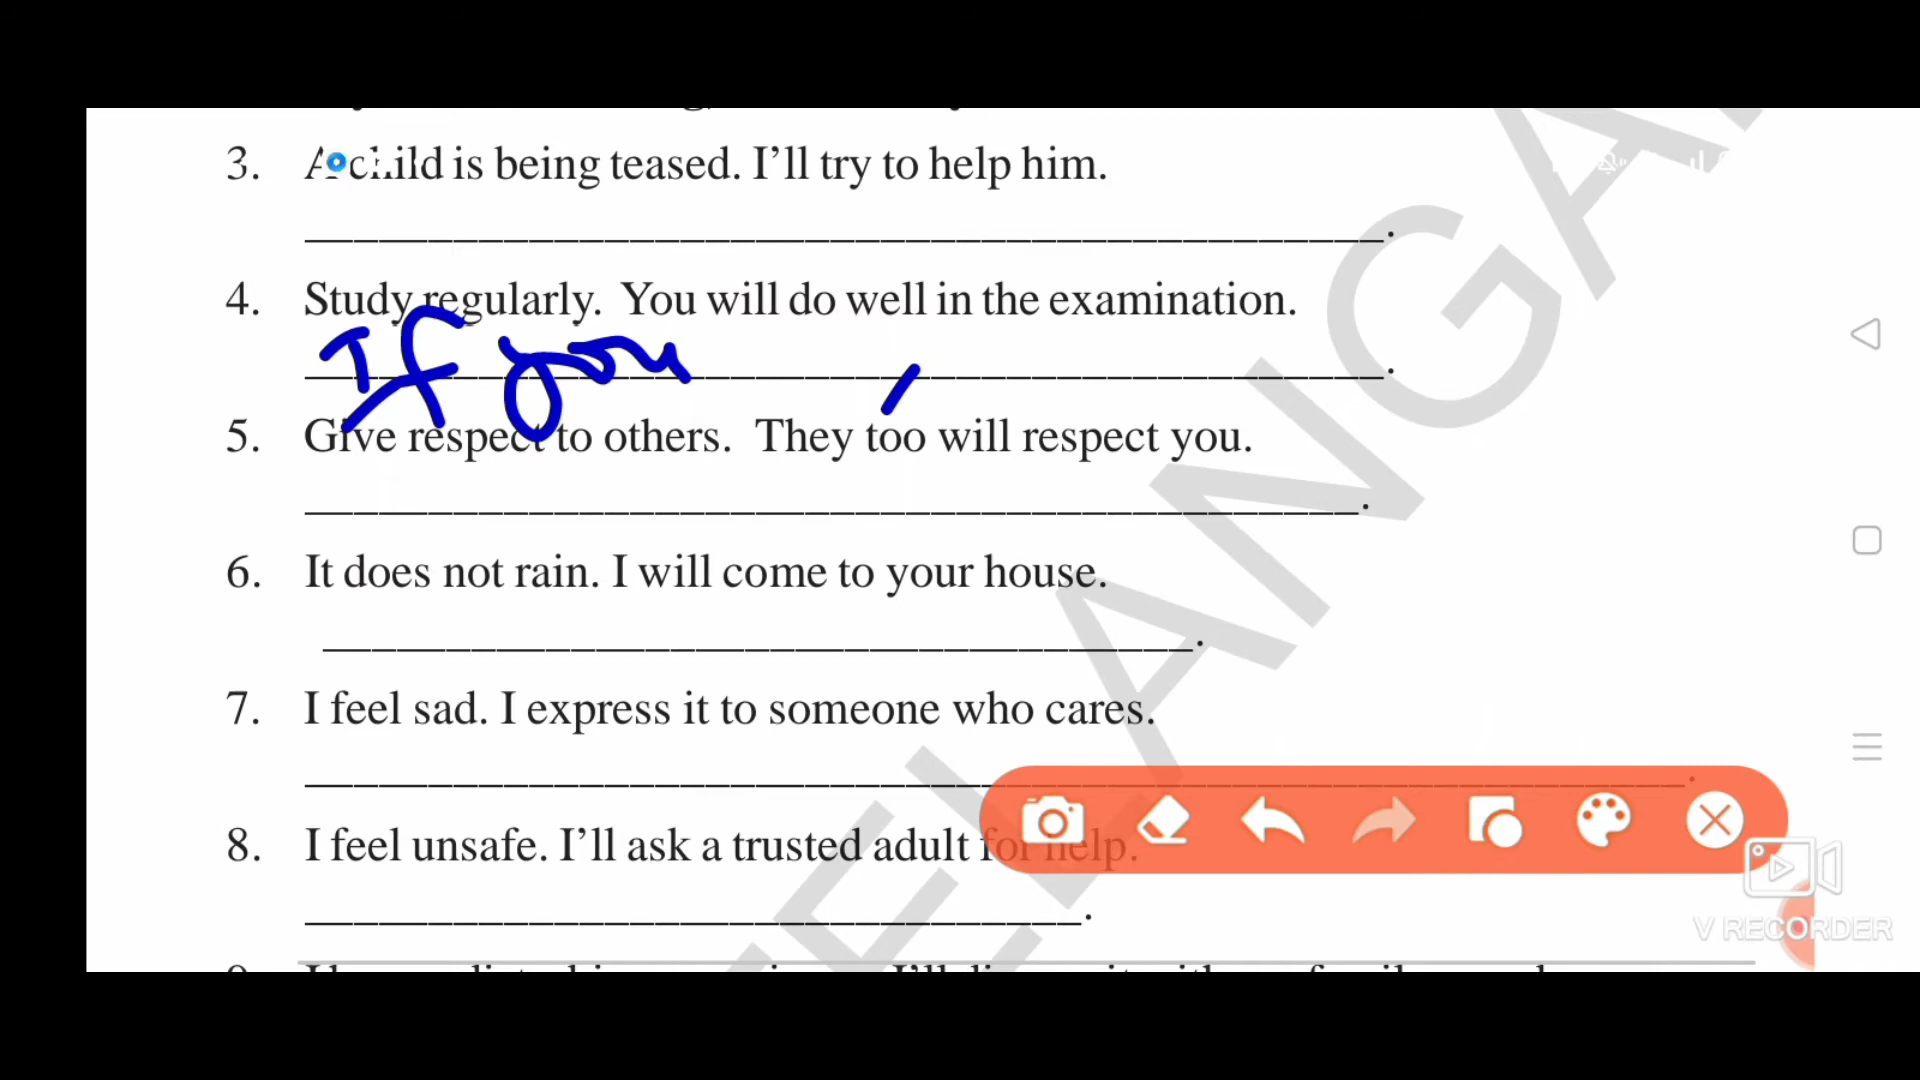 3. A child is being teased. I'll try to help him.
4. Study regularly. You will do well in the examination.
If you
5. Give respect to others. They too will respect you.
6. It does not rain. I will come to your house.
7. I feel sad. I express it to someone who cares.
8. I feel unsafe. I'll ask a trusted adult for help.
V RECORDER